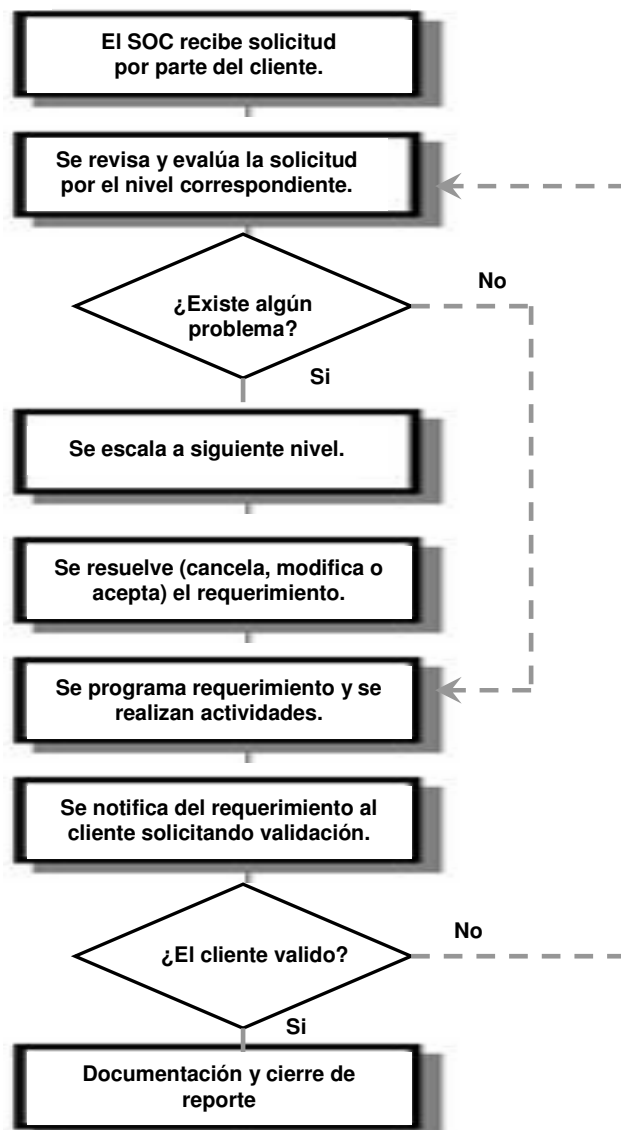 El SOC recibe solicitud
por parte del cliente.
Se revisa y evalúa la solicitud
por el nivel correspondiente.
No
¿Existe algún
problema?
Si
Se escala a siguiente nivel.
Se resuelve (cancela, modifica o
acepta) el requerimiento.
Se programa requerimiento y se
realizan actividades.
Se notifica del requerimiento al
cliente solicitando validación.
No
¿El cliente valido?
Si
Documentación y cierre de
reporte